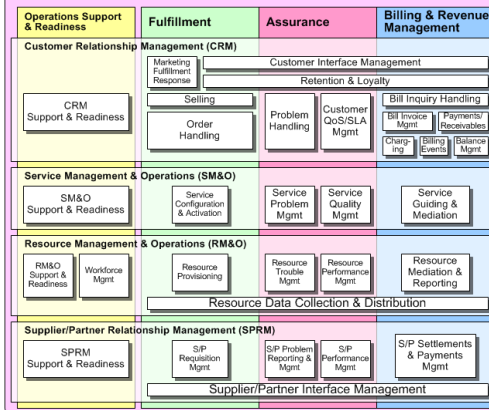 Operations Support
& Readiness
Fulfillment
Assurance
Billing & Revenue
Management
Customer Relationship Management (CRM)
Marketing
Fulfillment
Response
Customer Interface Management
Retention & Loyalty
CRM
Support & Readiness
Selling
Order
Handling
Problem
Handling
Customer
QoS/SLA
Mgmt
Bill Inquiry Handling
Bill Invoice
Mgmt
Payments/
Receivables
Charg-
ing
Billing
Events
Balance
Mgmt
Service Management & Operations (SM&O)
SM&O
Support & Readiness
Service
Configuration
& Activation
Service
Problem
Mgmt
Service
Quality
Mgmt
Service
Guiding &
Mediation
Resource Management & Operations (RM&O)
RM&O
Support &
Readiness
Workforce
Mgmt
Resource
Provisioning
Resource
Trouble
Mgmt
Resource
Performance
Mgmt
Resource
Mediation &
Reporting
Resource Data Collection & Distribution
Supplier/Partner Relationship Management (SPRM)
SPRM
Support & Readiness
S/P
Requisition
Mgmt
S/P Problem
Reporting &
Mgmt
S/P
Performance
Mgmt
S/P Settlements
& Payments
Mgmt
Supplier/Partner Interface Management